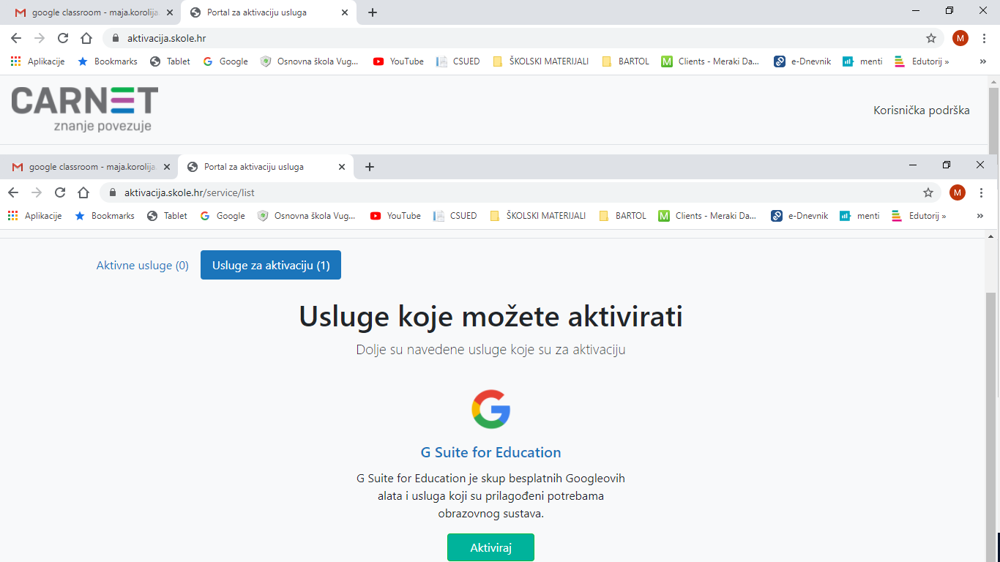 google classroom - maja.korolija
Portal za aktivaciju usluga
aktivacija.skole.hr
M
Aplikacije Bookmarks Tablet Google Osnovna škola Vug... YouTube CSUED ŠKOLSKI MATERIJALI BARTOL Clients - Meraki Da... e-Dnevnik menti Edutorij » »
CARNET
znanje povezuje
Korisnička podrška
google classroom - maja.korolija.
Portal za aktivaciju usluga
aktivacija.skole.hr/service/list
M
Aplikacije Bookmarks Tablet Google Osnovna škola Vug... YouTube CSUED ŠKOLSKI MATERIJALI BARTOL Clients - Meraki Da... e-Dnevnik menti Edutorij » »
Aktivne usluge (0)
Usluge za aktivaciju (1)
Usluge koje možete aktivirati
Dolje su navedene usluge koje su za aktivaciju
G Suite for Education
G Suite for Education je skup besplatnih Googleovih
alata i usluga koji su prilagođeni potrebama
obrazovnog sustava.
Aktiviraj